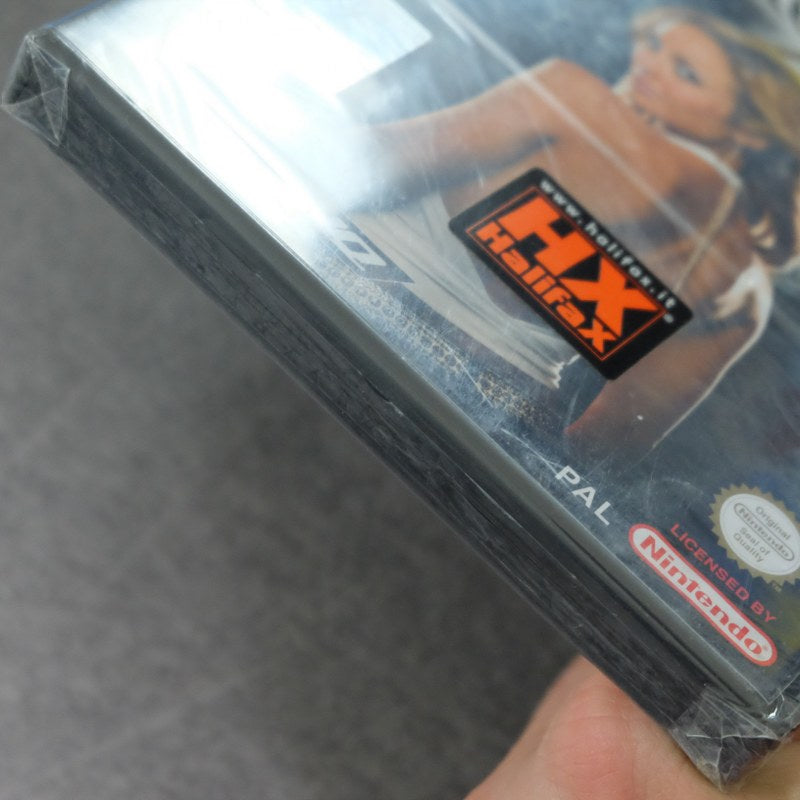 www.halifax.it
HX
Halifax
PAL
Original
Nintendo
Seal of
Quality
LICENSED BY
Nintendo®